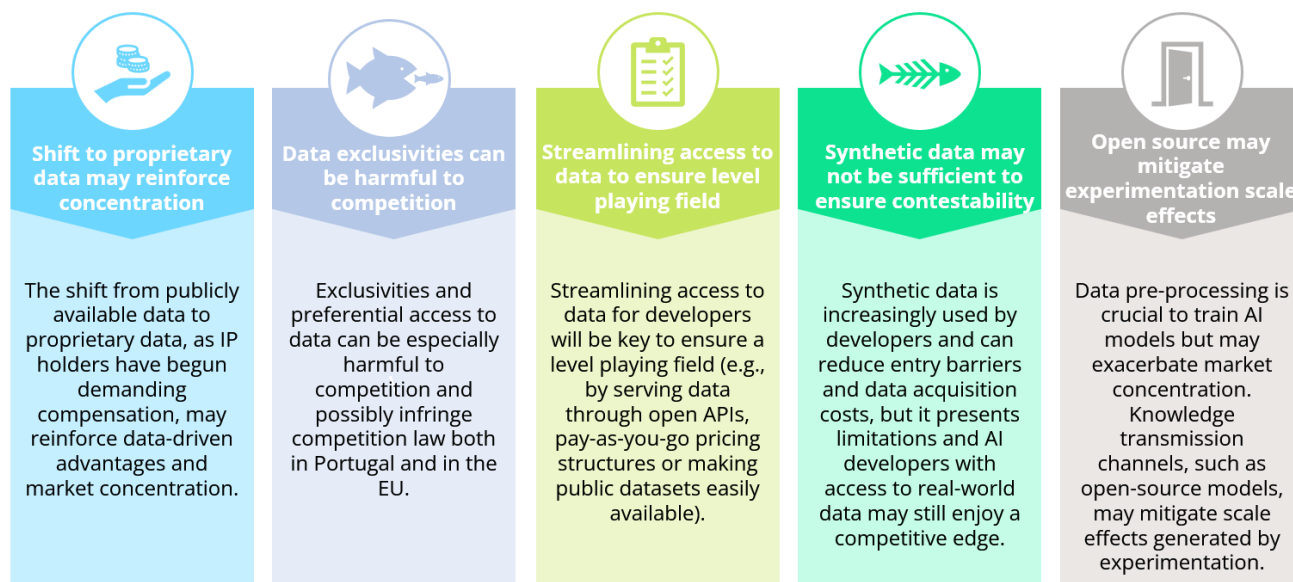 Shift to proprietary
data may reinforce
concentration
The shift from publicly
available data to
proprietary data, as IP
holders have begun
demanding
compensation, may
reinforce data-driven
advantages and
market concentration.
Data exclusivities can
be harmful to
competition
Exclusivities and
preferential access to
data can be especially
harmful to
competition and
possibly infringe
competition law both
in Portugal and in the
EU.
Streamlining access to
data to ensure level
playing field
Streamlining access to
data for developers
will be key to ensure a
level playing field (e.g.,
by serving data
through open APIs,
pay-as-you-go pricing
structures or making
public datasets easily
available).
Synthetic data may
not be sufficient to
ensure contestability
Synthetic data is
increasingly used by
developers and can
reduce entry barriers
and data acquisition
costs, but it presents
limitations and AI
developers with
access to real-world
data may still enjoy a
competitive edge.
Open source may
mitigate
experimentation scale
effects
Data pre-processing is
crucial to train AI
models but may
exacerbate market
concentration.
Knowledge
transmission
channels, such as
open-source models,
may mitigate scale
effects generated by
experimentation.